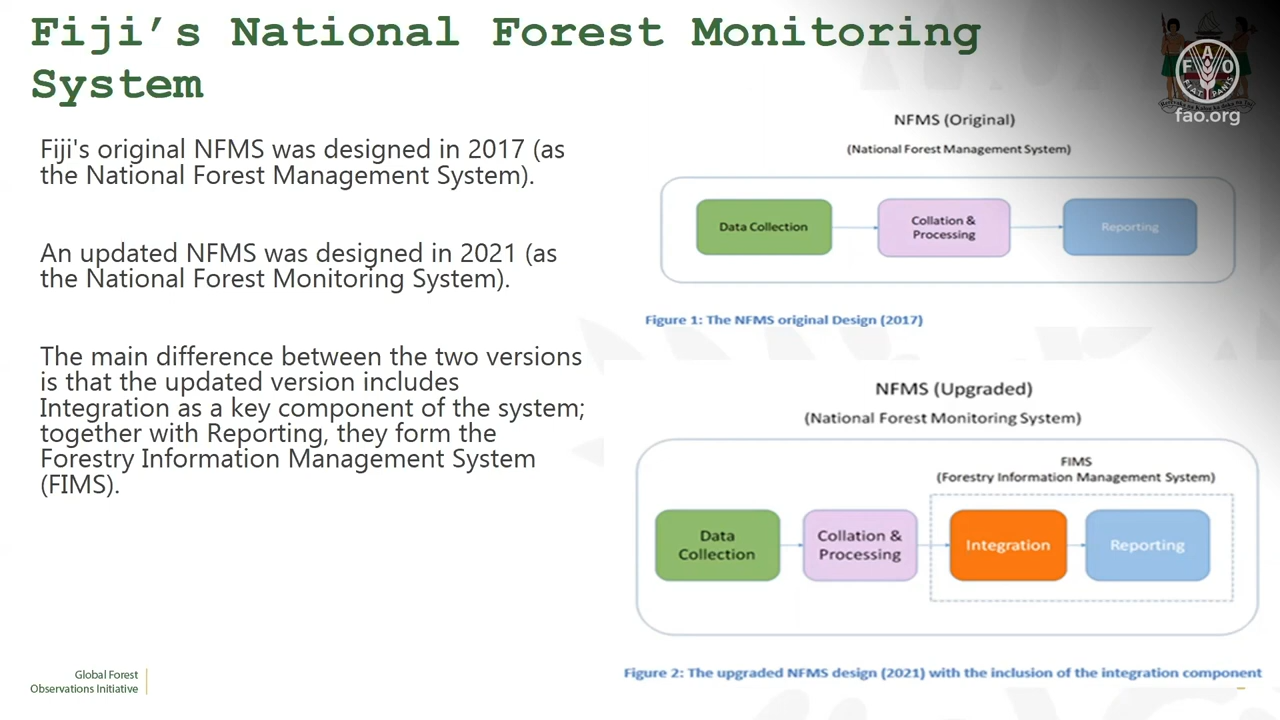 Fiji’s National Forest Monitoring
System
Fiji's original NFMS was designed in 2017 (as
the National Forest Management System).
An updated NFMS was designed in 2021 (as
the National Forest Monitoring System).
The main difference between the two versions
is that the updated version includes
Integration as a key component of the system;
together with Reporting, they form the
Forestry Information Management System
(FIMS).
NFMS (Original)
(National Forest Management System)
Data Collection
Collation &
Processing
Reporting
Figure 1: The NFMS original Design (2017)
NFMS (Upgraded)
(National Forest Monitoring System)
FIMS
(Forestry Information Management System)
Data
Collection
Collation &
Processing
Integration
Reporting
Figure 2: The upgraded NFMS design (2021) with the inclusion of the integration component
Global Forest
Observations Initiative
F A O
FIAT PANIS
fao.org